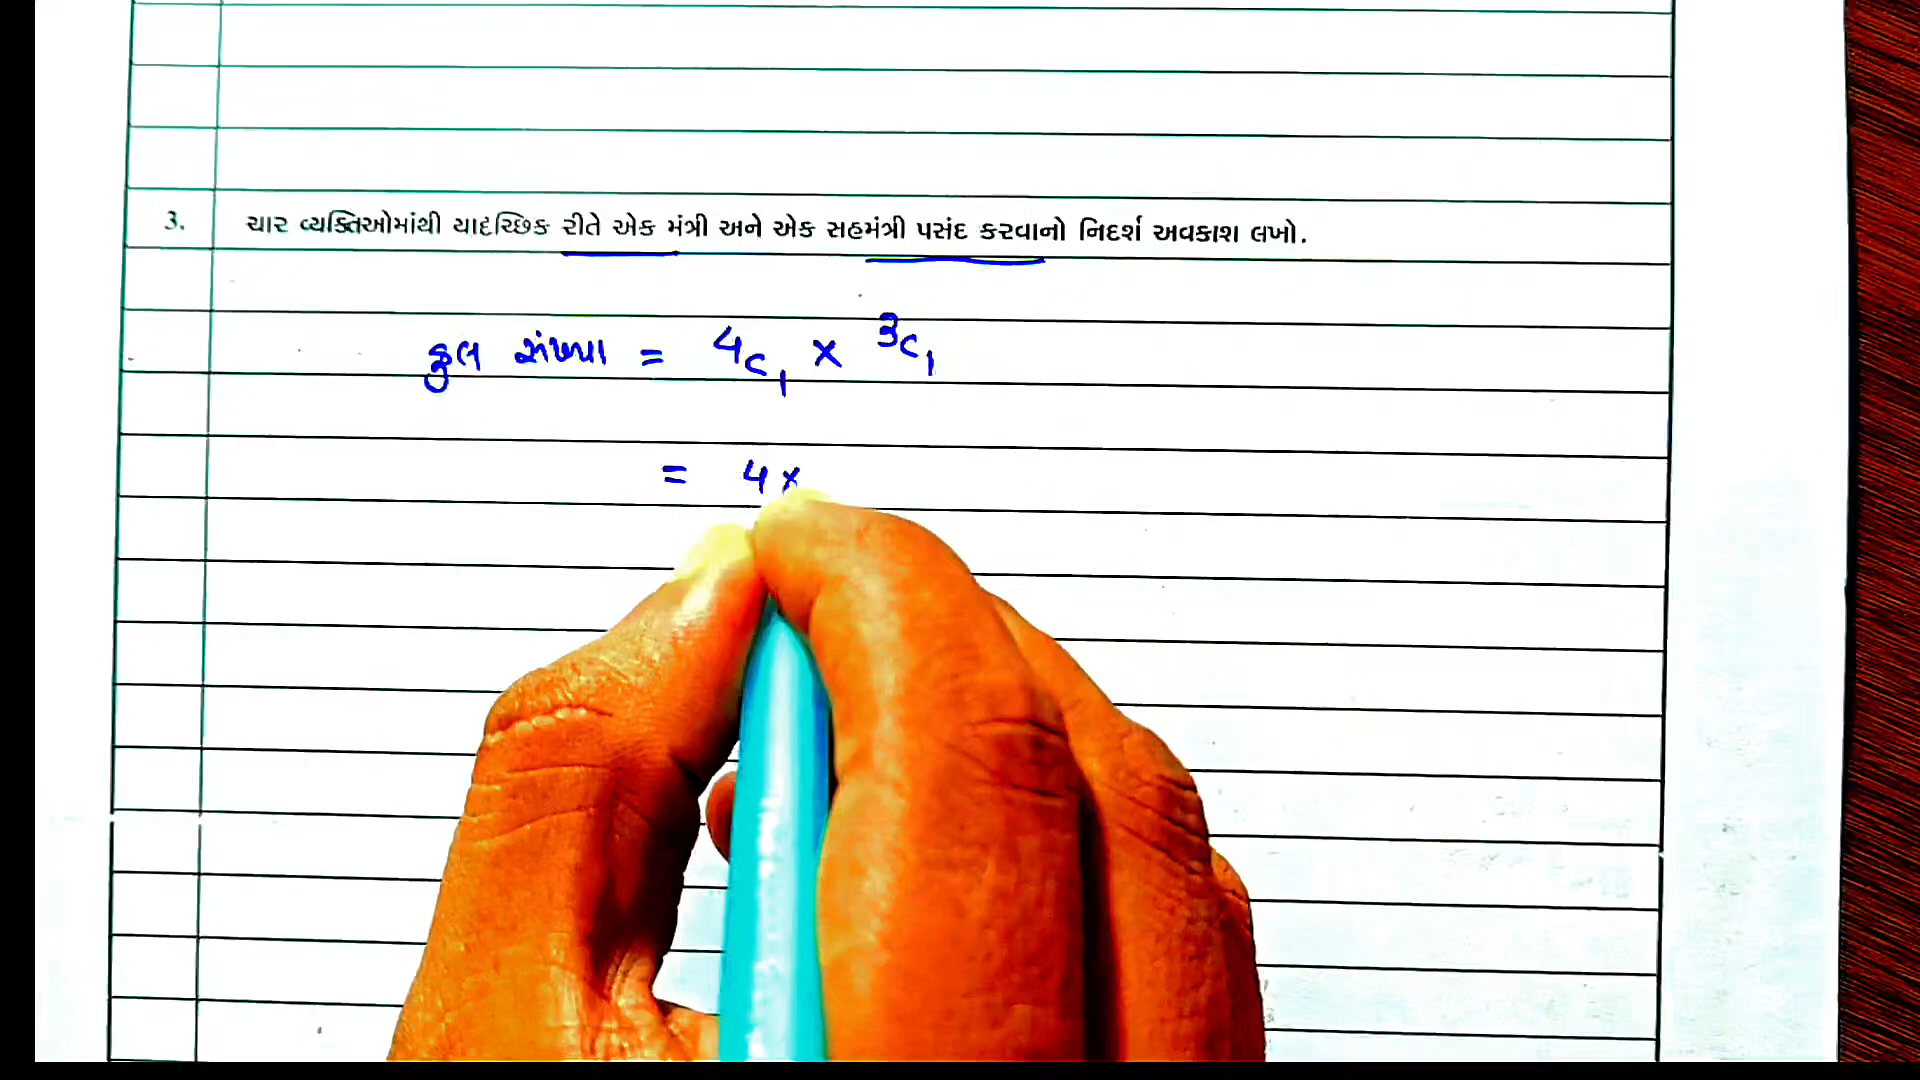 3. ચાર વ્યક્તિઓમાંથી યાદચ્છિક રીતે એક મંત્રી અને એક સહમંત્રી પસંદ કરવાનો નિદર્શ અવકાશ લખો.
કુલ સંખ્યા = 4C₁ × ³C₁
= 4 ×